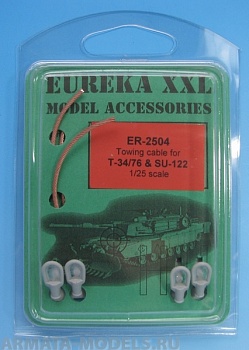 EUREKA XXL
MODEL ACCESSORIES
ER-2504
Towing cable for
T-34/76 & SU-122
1/25 scale
ARMATA-MODELS.RU